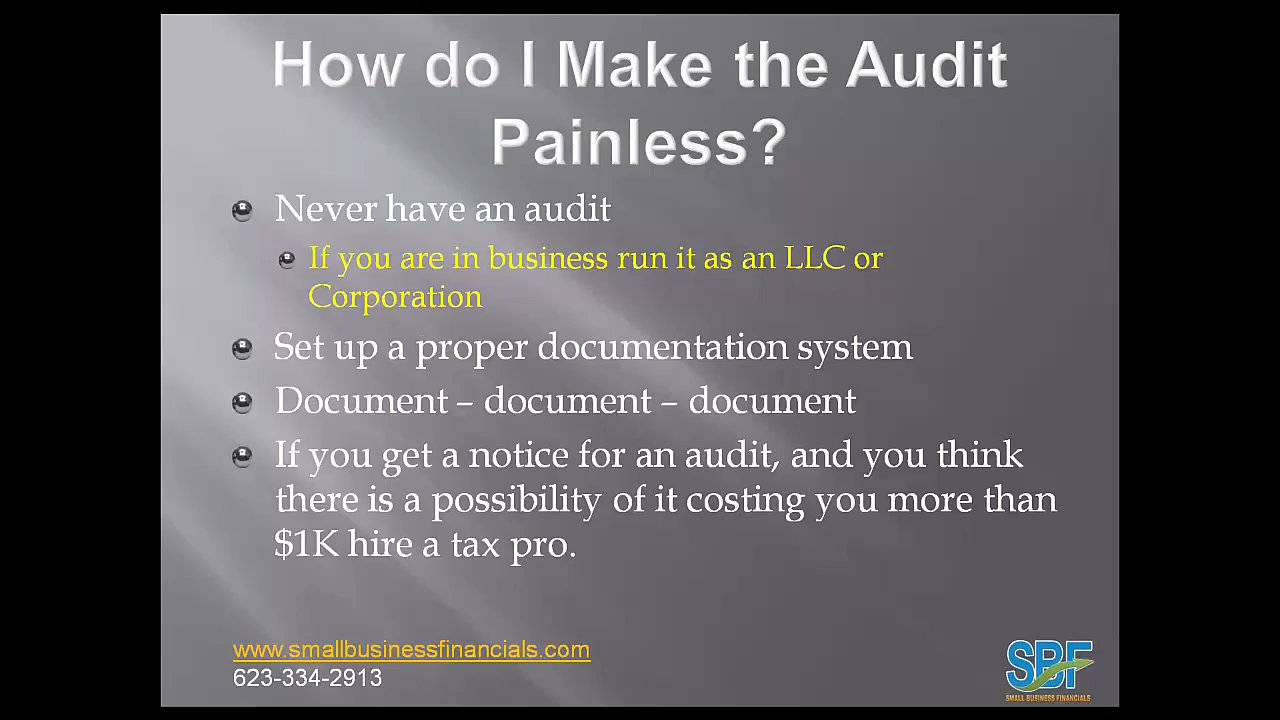 How do I Make the Audit
Painless?
Never have an audit
If you are in business run it as an LLC or
Corporation
Set up a proper documentation system
Document – document – document
If you get a notice for an audit, and you think
there is a possibility of it costing you more than
$1K hire a tax pro.
www.smallbusinessfinancials.com
623-334-2913
SBF
SMALL BUSINESS FINANCIALS